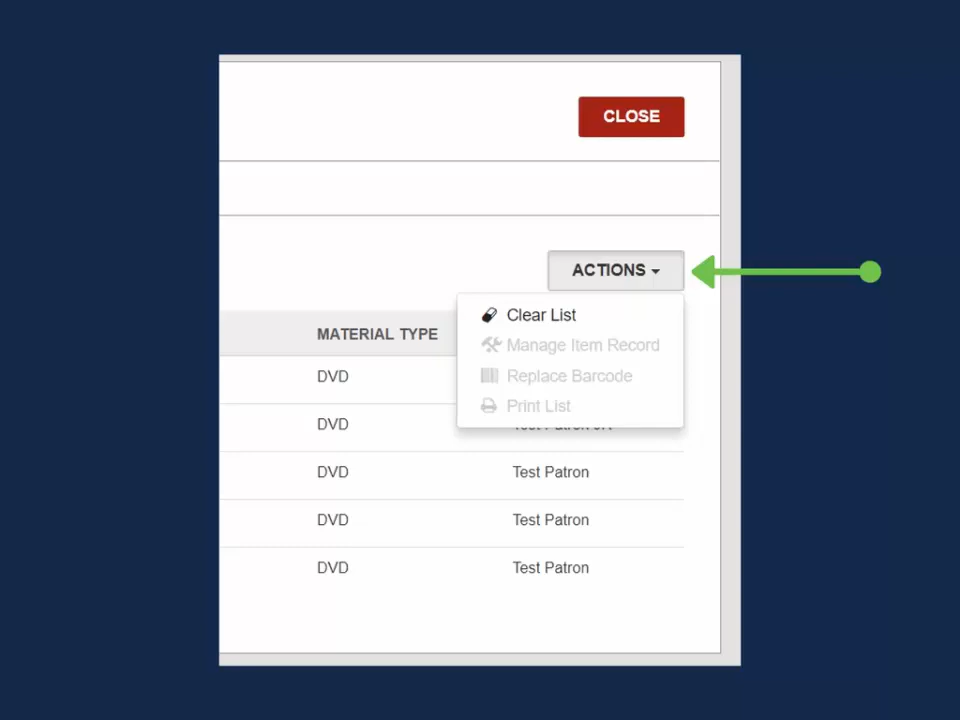 CLOSE
ACTIONS
Clear List
Manage Item Record
Replace Barcode
Print List
MATERIAL TYPE
DVD
DVD
DVD Test Patron
DVD Test Patron
DVD Test Patron